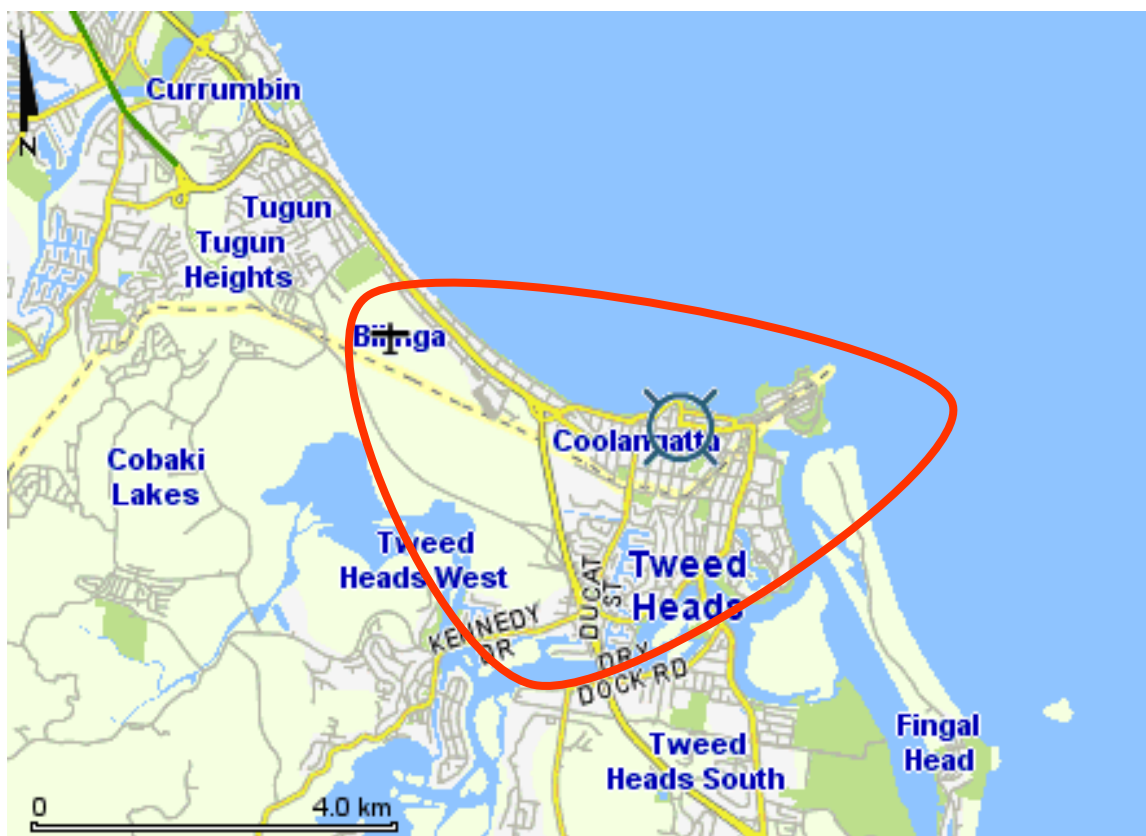 Currumbin
N
Tugun
Tugun
Heights
Coolangatta
Cobaki
Lakes
Tweed
Heads West
Tweed
Heads
DUCAT
ST
KENNEDY
DR
DRY
DOCK RD
Tweed
Heads South
Fingal
Head
0 4.0 km